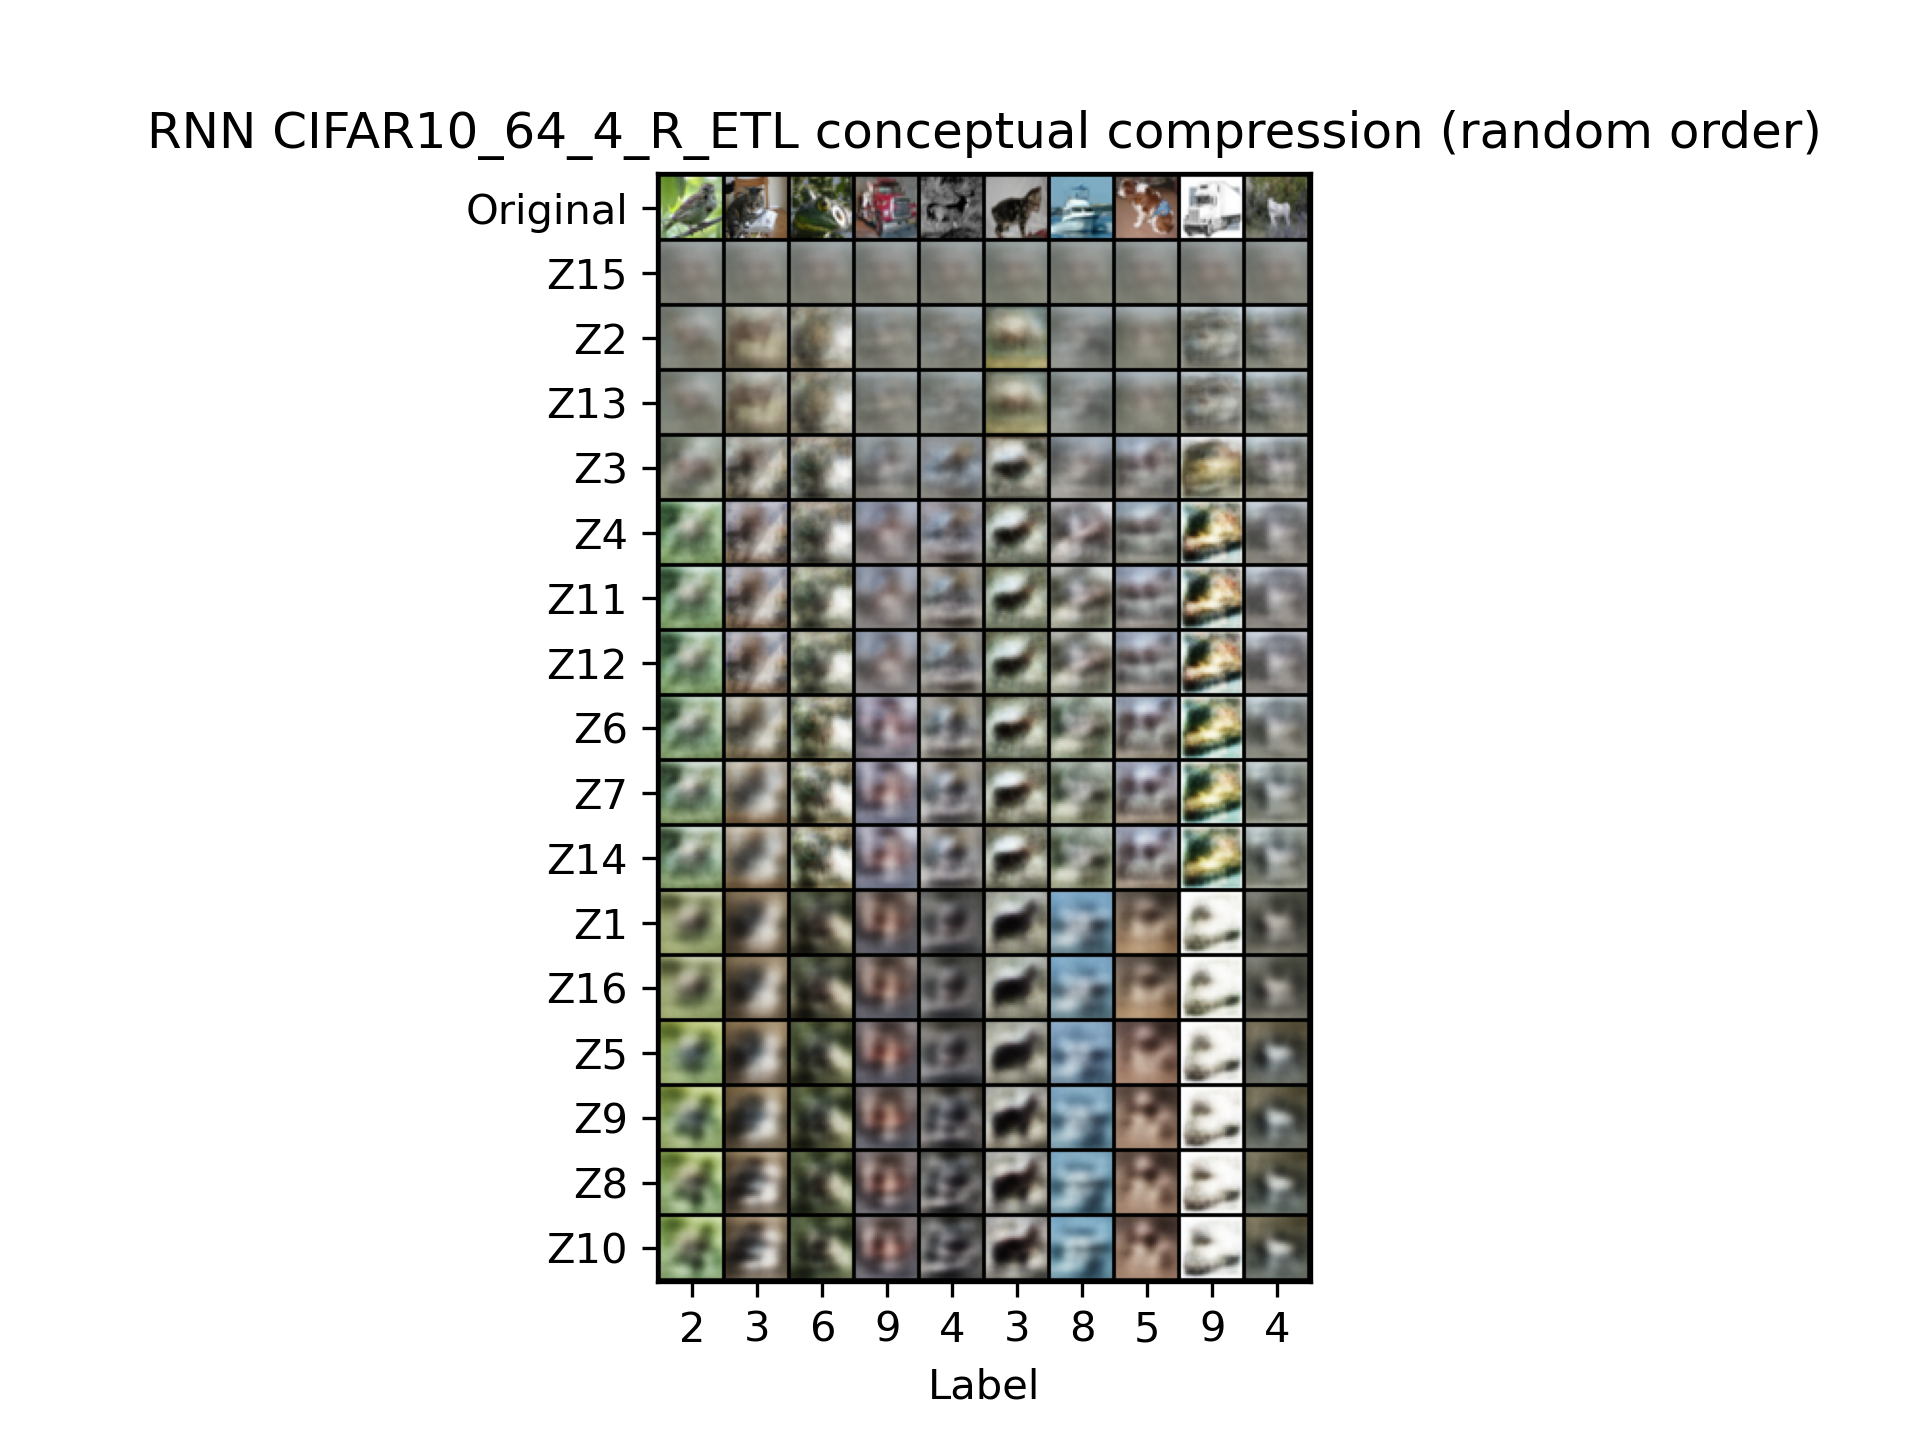 RNN CIFAR10_64_4_R_ETL conceptual compression (random order)
Original
Z15
Z2
Z13
Z3
Z4
Z11
Z12
Z6
Z7
Z14
Z1
Z16
Z5
Z9
Z8
Z10
2 3 6 9 4 3 8 5 9 4
Label